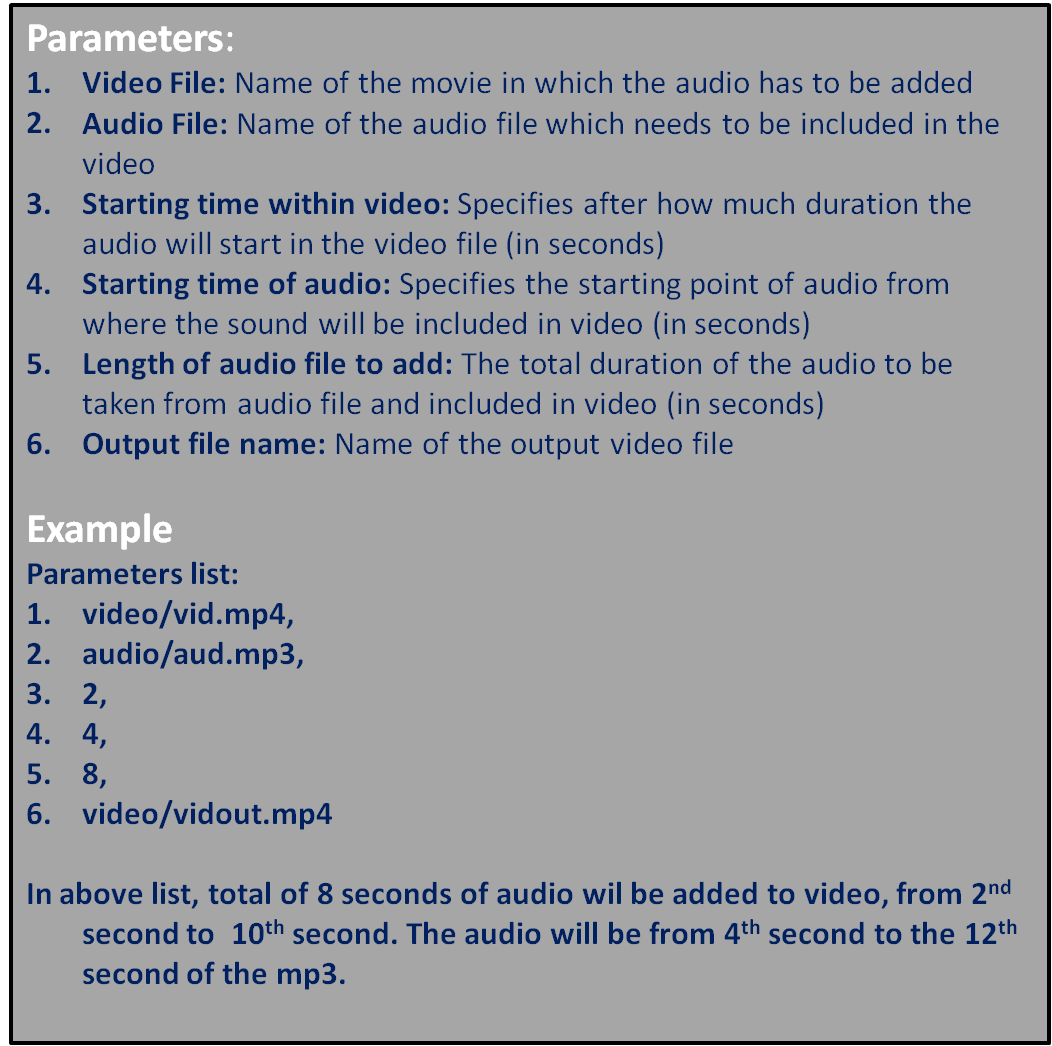 Parameters:
1. Video File: Name of the movie in which the audio has to be added
2. Audio File: Name of the audio file which needs to be included in the
video
3. Starting time within video: Specifies after how much duration the
audio will start in the video file (in seconds)
4. Starting time of audio: Specifies the starting point of audio from
where the sound will be included in video (in seconds)
5. Length of audio file to add: The total duration of the audio to be
taken from audio file and included in video (in seconds)
6. Output file name: Name of the output video file
Example
Parameters list:
1. video/vid.mp4,
2. audio/aud.mp3,
3. 2,
4. 4,
5. 8,
6. video/vidout.mp4
In above list, total of 8 seconds of audio wil be added to video, from 2nd
second to 10th second. The audio will be from 4th second to the 12th
second of the mp3.